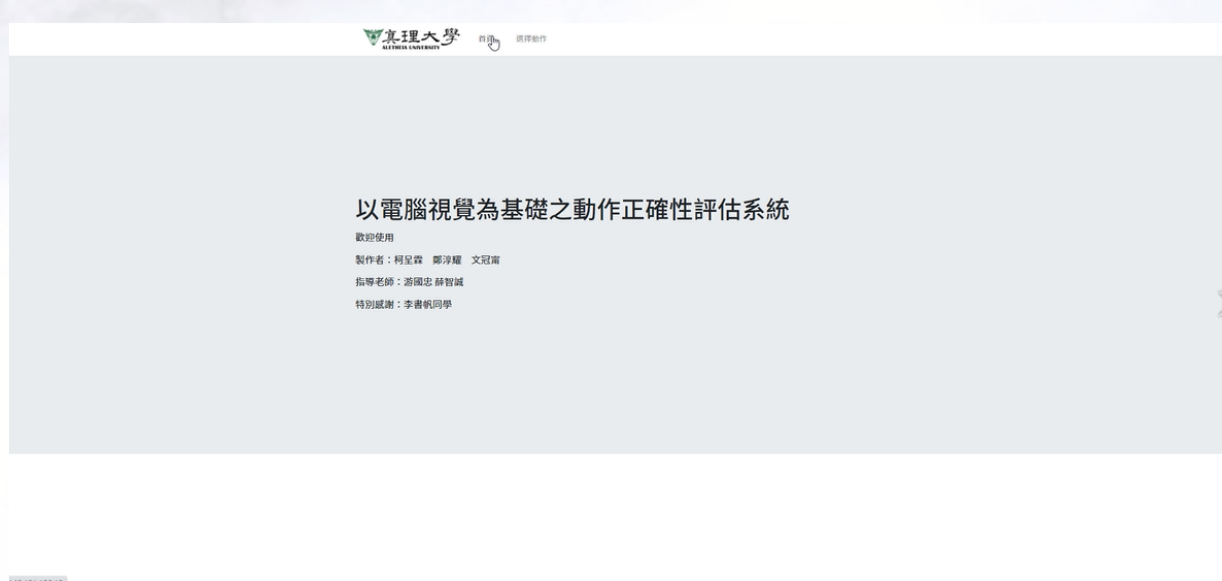 真理大學
ALETHEIA UNIVERSITY
首頁 選擇動作
以電腦視覺為基礎之動作正確性評估系統
歡迎使用
製作者：柯呈霖 鄭淳耀 文冠甯
指導老師：游國忠 薛智誠
特別感謝：李書帆同學